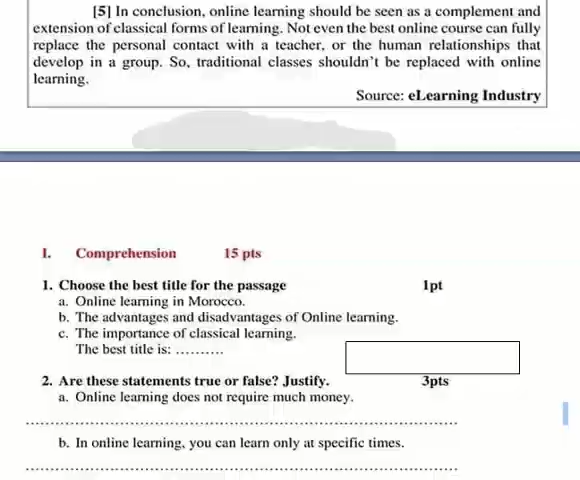 [5] In conclusion, online learning should be seen as a complement and
extension of classical forms of learning. Not even the best online course can fully
replace the personal contact with a teacher, or the human relationships that
develop in a group. So, traditional classes shouldn't be replaced with online
learning.
Source: eLearning Industry
I. Comprehension 15 pts
1. Choose the best title for the passage 1pt
a. Online learning in Morocco.
b. The advantages and disadvantages of Online learning.
c. The importance of classical learning.
The best title is: ..........
2. Are these statements true or false? Justify. 3pts
a. Online learning does not require much money.
b. In online learning, you can learn only at specific times.